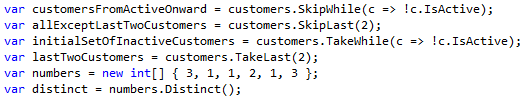 var customersFromActiveOnward = customers.SkipWhile(c => !c.IsActive);
var allExceptLastTwoCustomers = customers.SkipLast(2);
var initialSetOfInactiveCustomers = customers.TakeWhile(c => !c.IsActive);
var lastTwoCustomers = customers.TakeLast(2);
var numbers = new int[] { 3, 1, 1, 2, 1, 3 };
var distinct = numbers.Distinct();